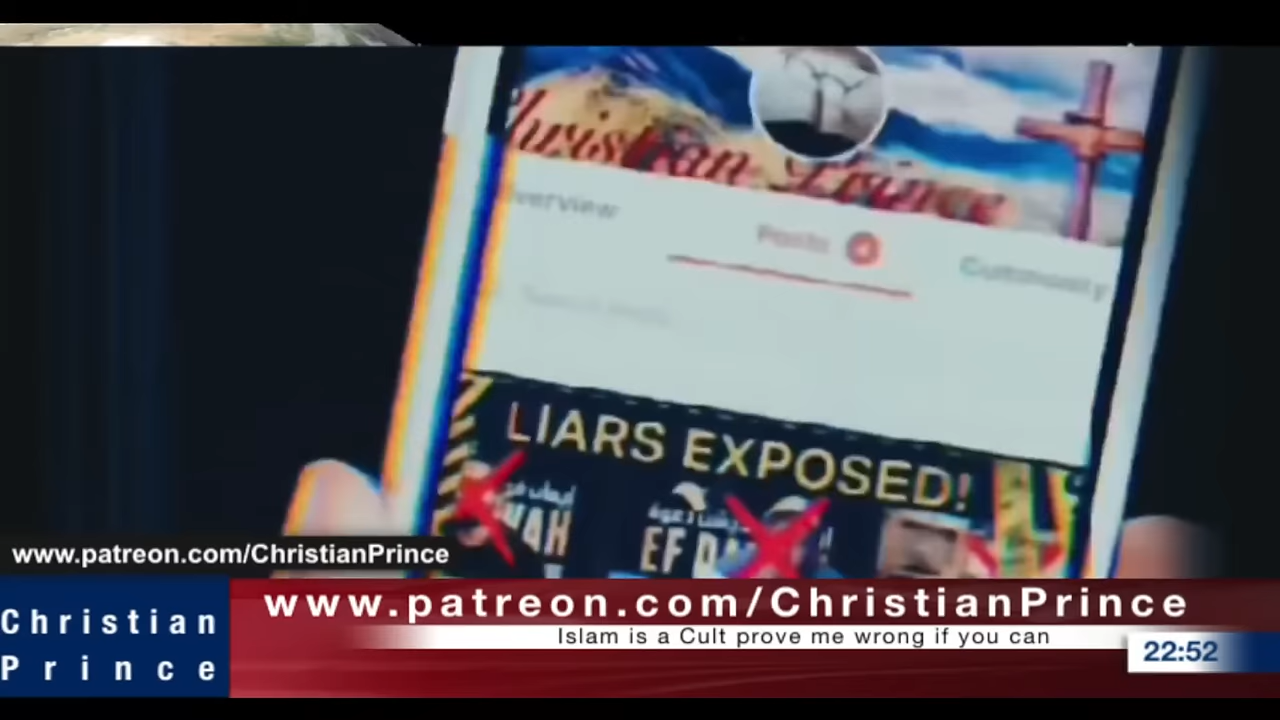 Christian Prince
Overview
Posts
Community
LIARS EXPOSED!
www.patreon.com/ChristianPrince
www.patreon.com/ChristianPrince
Christian
Prince
Islam is a Cult prove me wrong if you can
22:52